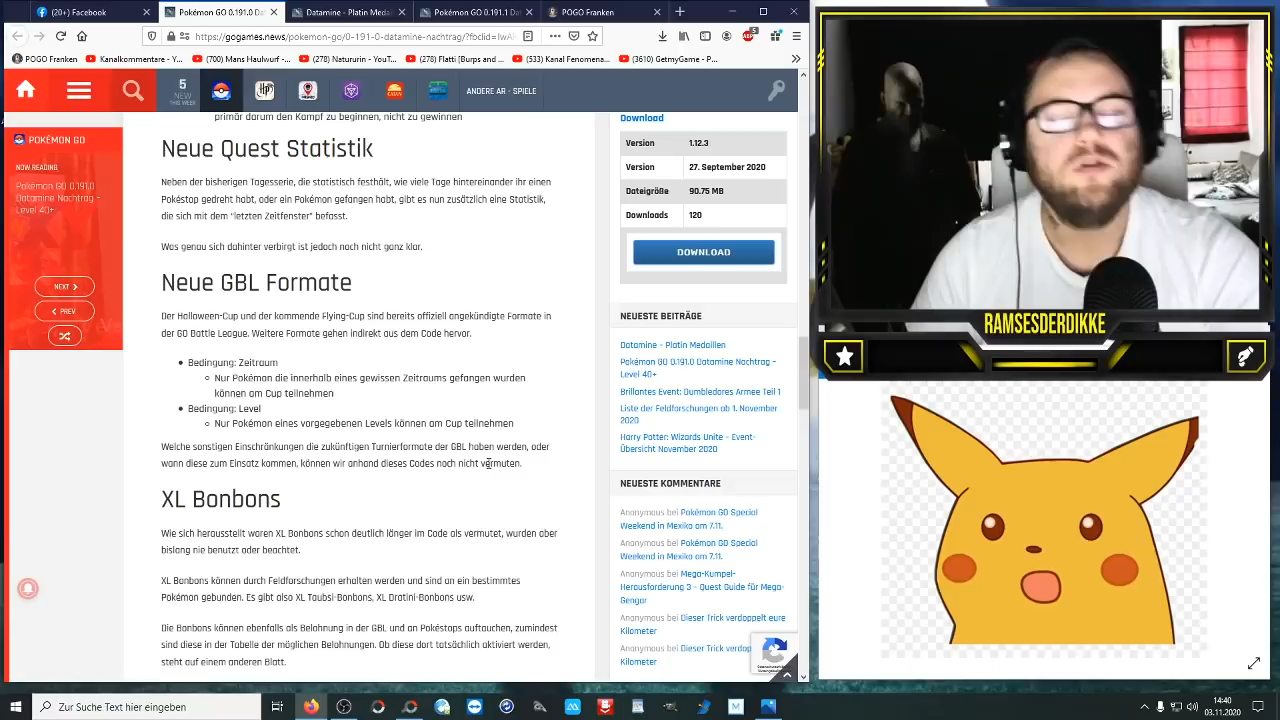 (20+) Facebook
Pokémon GO 0.191.0 Da
Datamine - Platin Medai
Pokémon GO 0.191.1 Dat
POGO Franken
https://gogames.news/pokemon-go/0-191-0-datamine-nachtrag/?fbclid=IwAR
POGO Franken
Kanalkommentare - Y...
(700) Mans Haulwurf -...
(278) Natururin - YouT...
(278) Flatti [Burps and ...
(533) Kanal Fenomena...
(3610) GetmyGame - P...
5
NEW
THIS WEEK
ANDERE AR - SPIELE
POKÉMON GO
NOW READING
Pokémon GO 0.191.0
Datamine Nachtrag –
Level 40+
NEXT
PREV
primär darum den Kampf zu beginnen, nicht zu gewinnen
Neue Quest Statistik
Neben der bisherigen Tagesserie, die statistisch festhält, wie viele Tage hintereinander ihr einen
Pokéstop gedreht habt, oder ein Pokémon gefangen habt, gibt es nun zusätzlich eine Statistik,
die sich mit dem "letzten Zeitfenster" befasst.
Was genau sich dahinter verbirgt ist jedoch noch nicht ganz klar.
Neue GBL Formate
Der Halloween-Cup und der kommende Flying-Cup sind bereits offiziell angekündigte Formate in
der GO Battle League. Weitere Formate gehen indirekt aus dem Code hervor.
Bedingung: Zeitraum
Nur Pokémon die innerhalb eines gewissen Zeitraums gefangen wurden
können am Cup teilnehmen
Bedingung: Level
Nur Pokémon eines vorgegebenen Levels können am Cup teilnehmen
Welche sonstigen Einschränkungen die zukünftigen Turnierformate der GBL haben werden, oder
wann diese zum Einsatz kommen, können wir anhand dieses Codes noch nicht vermuten.
XL Bonbons
Wie sich herausstellt waren XL Bonbons schon deutlich länger im Code als vermutet, wurden aber
bislang nie benutzt oder beachtet.
XL Bonbons können durch Feldforschungen erhalten werden und sind an ein bestimmtes
Pokémon gebunden. Es gibt also XL Taubsi-Bonbons, XL Dratini-Bonbons usw.
Die Bonbons können ebenfalls als Belohnung in der GBL und an Pokéstops auftauchen, zumindest
sind diese in der Tabelle der möglichen Belohnungen. Ob diese dort tatsächlich aktiviert werden,
steht auf einem anderen Blatt.
Download
Version 1.12.3
Version 27. September 2020
Dateigröße 90.75 MB
Downloads 120
DOWNLOAD
NEUESTE BEITRÄGE
Datamine – Platin Medaillen
Pokémon GO 0.191.0 Datamine Nachtrag –
Level 40+
Brillantes Event: Dumbledores Armee Teil 1
Liste der Feldforschungen ab 1. November
2020
Harry Potter: Wizards Unite – Event-
Übersicht November 2020
NEUESTE KOMMENTARE
Anonymous bei Pokémon GO Special
Weekend in Mexiko am 7.11.
Anonymous bei Pokémon GO Special
Weekend in Mexiko am 7.11.
Anonymous bei Mega-Kumpel-
Herausforderung 3 – Quest Guide für Mega-
Gengar
Anonymous bei Dieser Trick verdoppelt eure
Kilometer
Anonymous bei Dieser Trick verdopp
Kilometer
RAMSESDERDIKKE
Zur Suche Text hier eingeben
14:40
03.11.2020